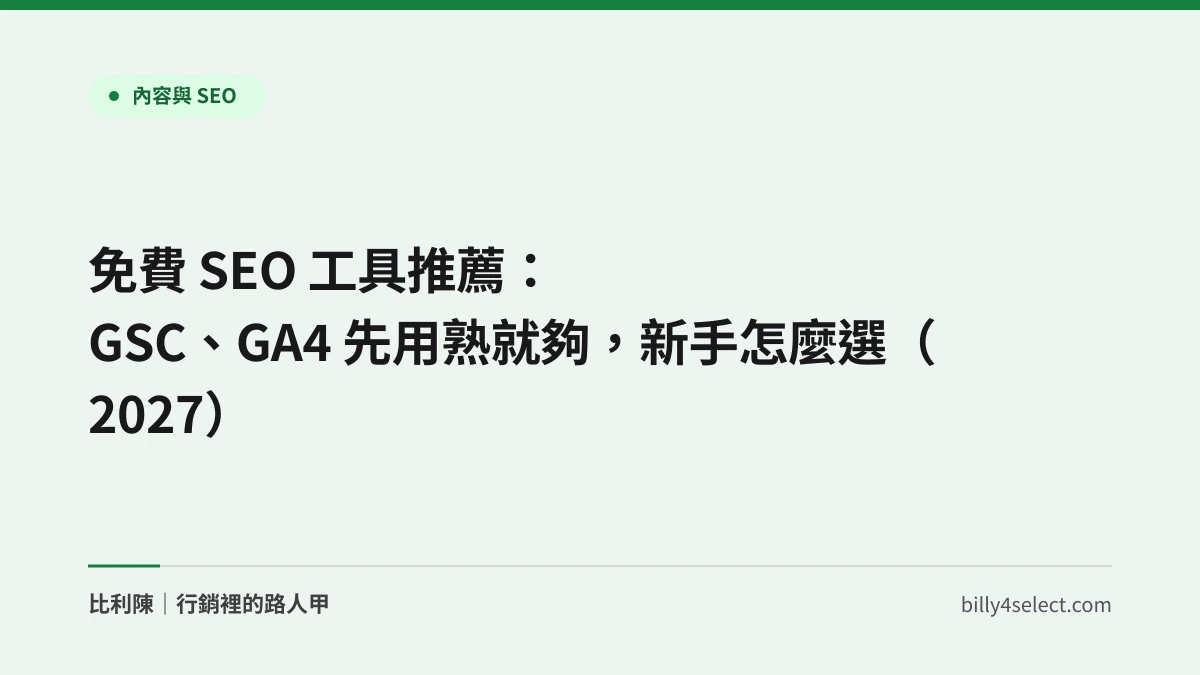 內容與 SEO
免費 SEO 工具推薦：
GSC、GA4 先用熟就夠，新手怎麼選（
2027）
比利陳｜行銷裡的路人甲
billy4select.com